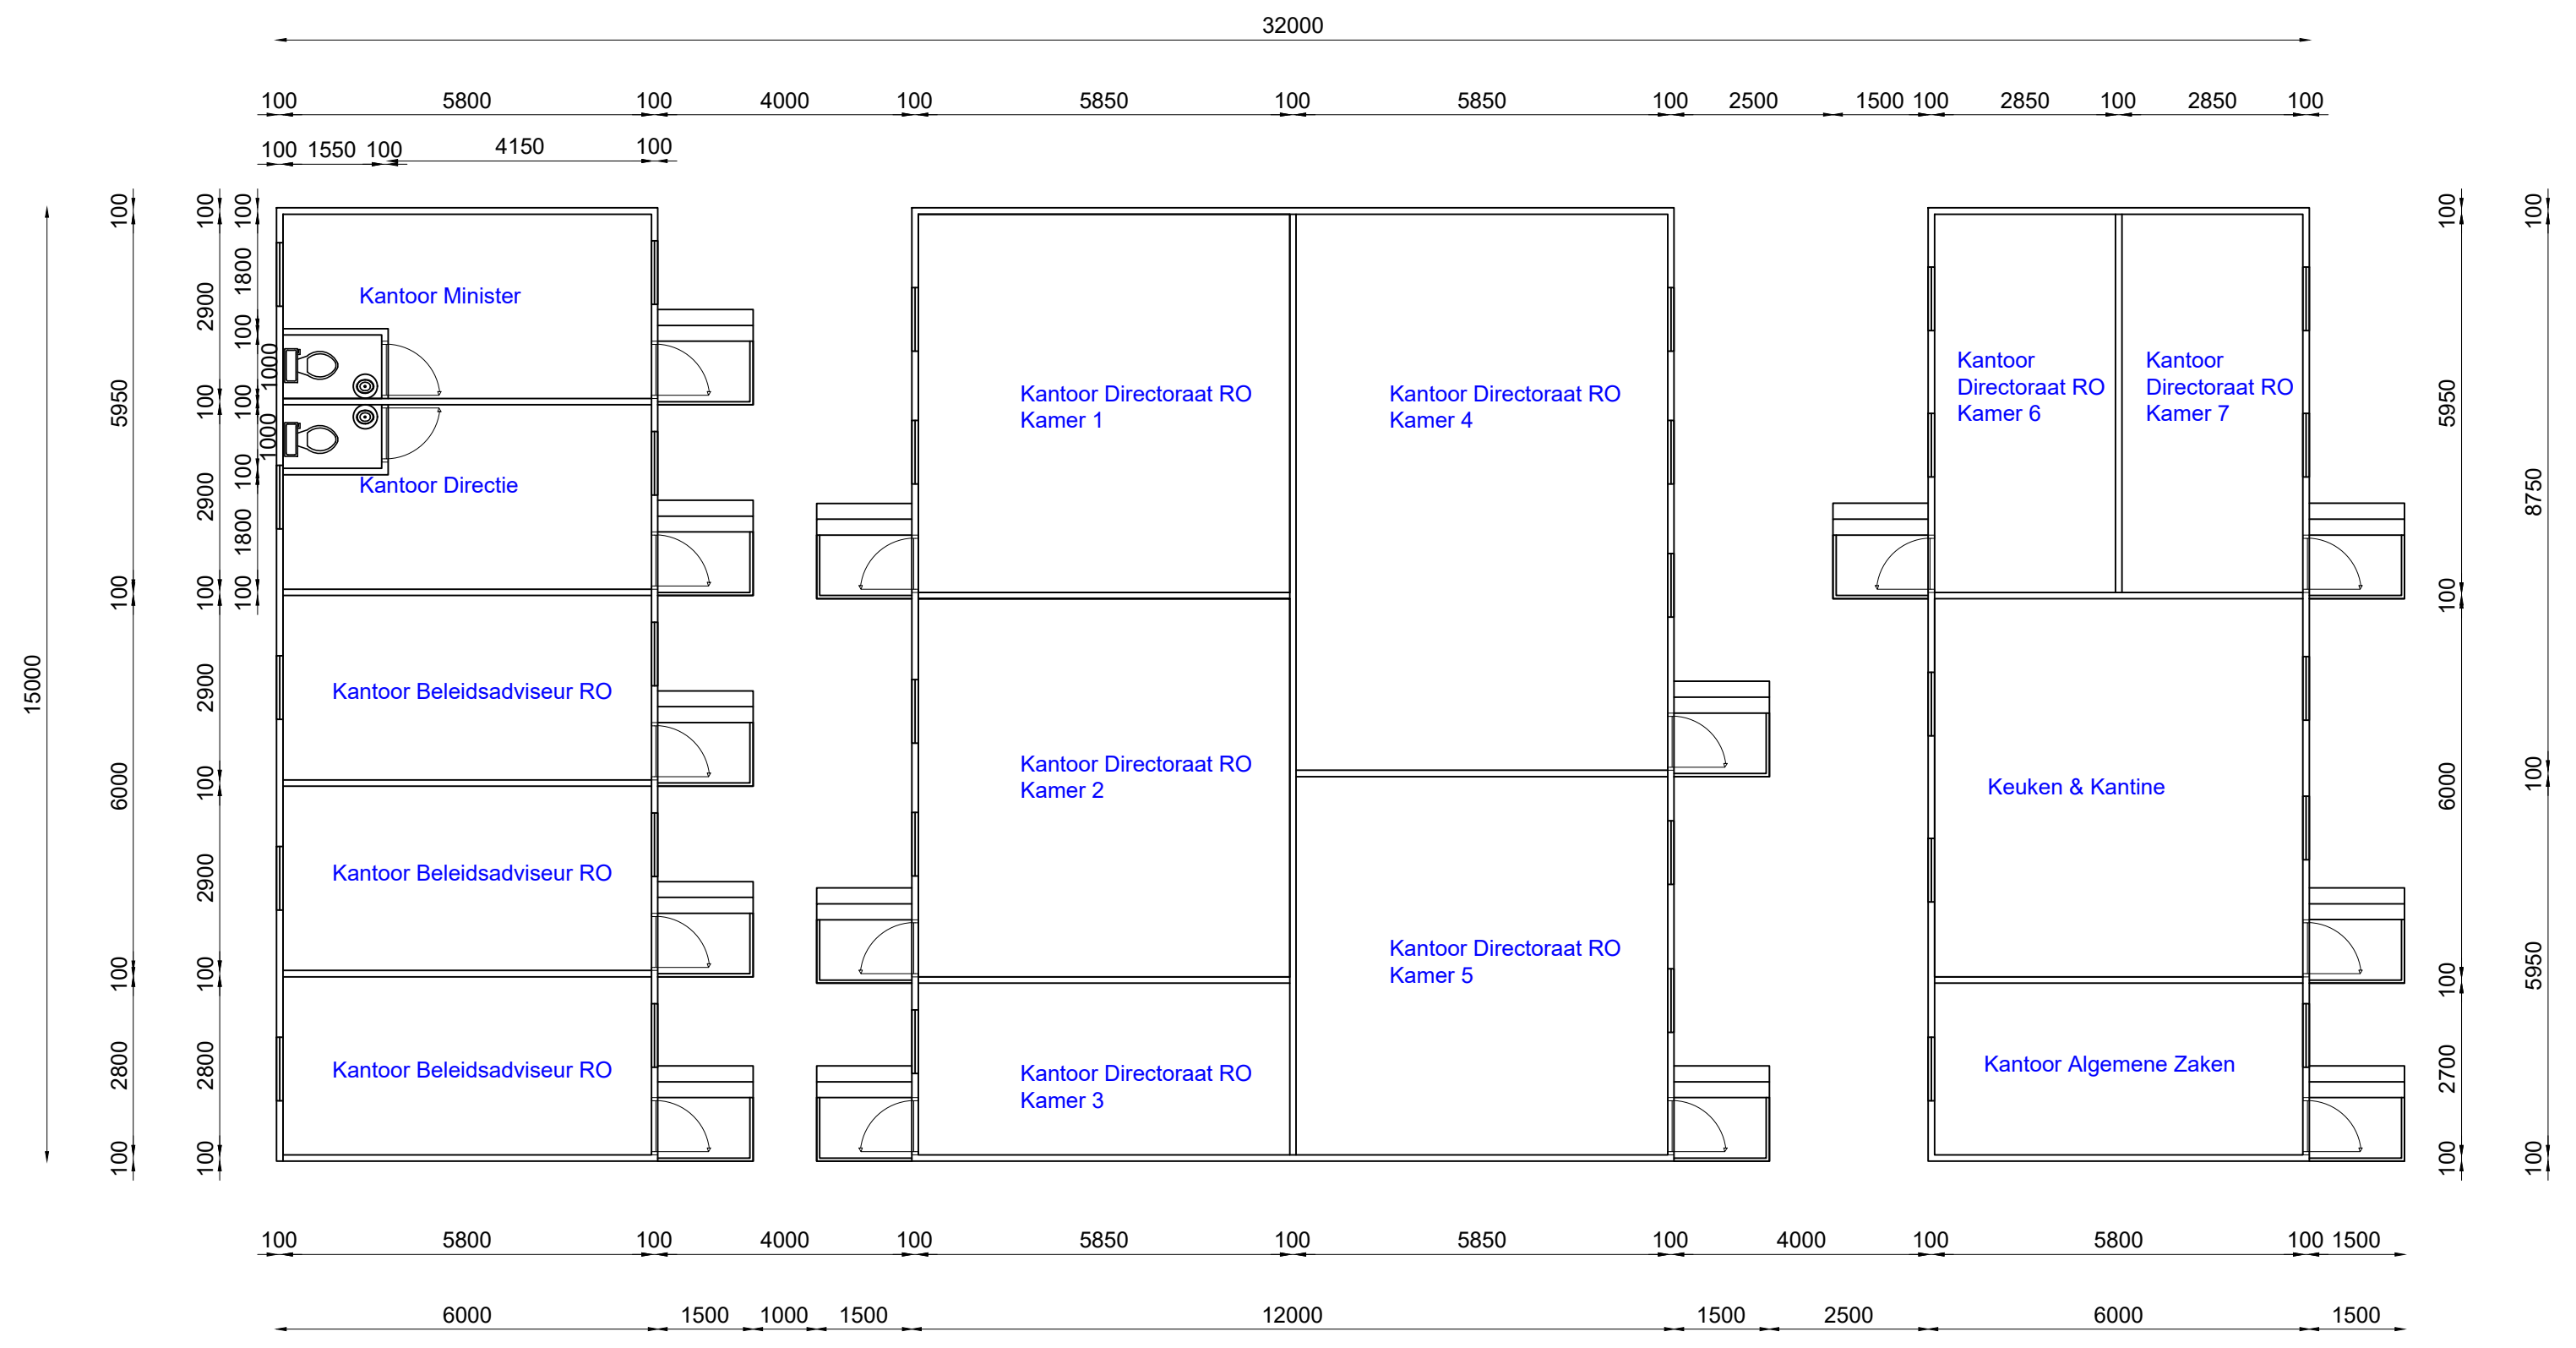 32000
100 5800 100 4000 100 5850 100 5850 100 2500 1500 100 2850 100 2850 100
100 1550 100 4150 100
15000
100
5950
100
6000
100
2800
100
100
2900
100
2900
100
2900
100
2900
100
2800
100
100
1800
100
1000
100
1000
100
1800
100
Kantoor Minister
Kantoor Directie
Kantoor Beleidsadviseur RO
Kantoor Beleidsadviseur RO
Kantoor Beleidsadviseur RO
Kantoor Directoraat RO
Kamer 1
Kantoor Directoraat RO
Kamer 2
Kantoor Directoraat RO
Kamer 3
Kantoor Directoraat RO
Kamer 4
Kantoor Directoraat RO
Kamer 5
Kantoor
Directoraat RO
Kamer 6
Kantoor
Directoraat RO
Kamer 7
Keuken & Kantine
Kantoor Algemene Zaken
100
5950
100
6000
100
2700
100
100
8750
100
5950
100
100 5800 100 4000 100 5850 100 5850 100 4000 100 5800 100 1500
6000 1500 1000 1500 12000 1500 2500 6000 1500